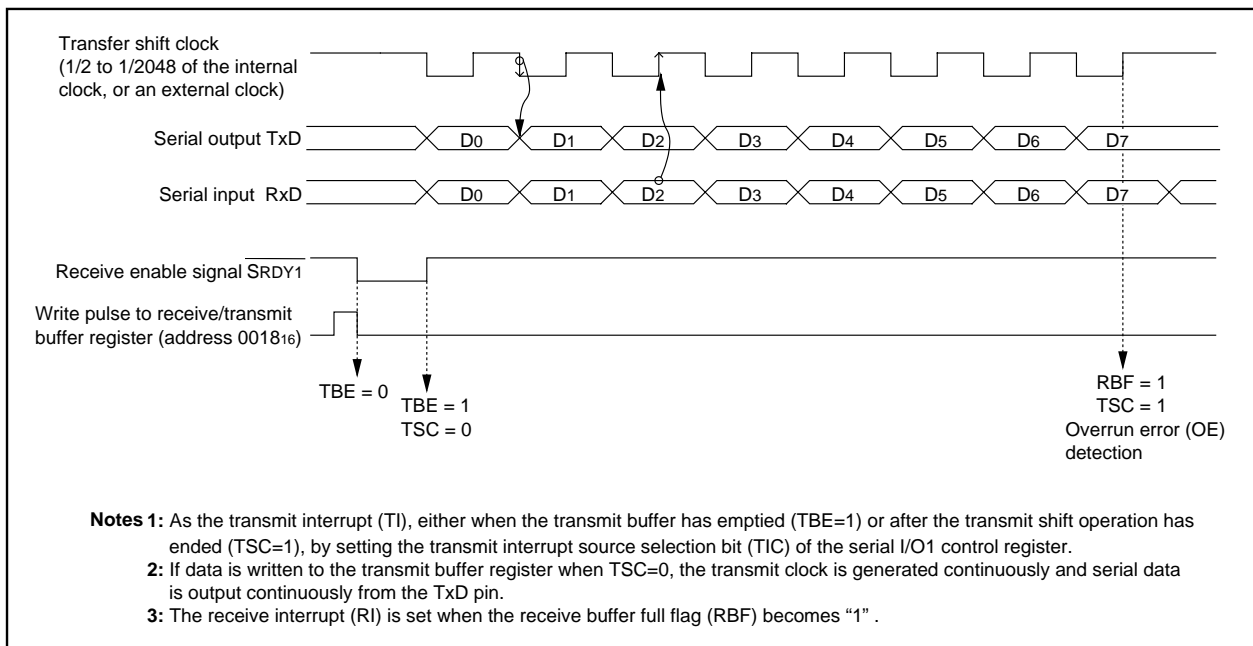 Transfer shift clock
(1/2 to 1/2048 of the internal
clock, or an external clock)
Serial output TxD
D0 D1 D2 D3 D4 D5 D6 D7
Serial input RxD
D0 D1 D2 D3 D4 D5 D6 D7
Receive enable signal S̅R̅D̅Y̅1̅
Write pulse to receive/transmit
buffer register (address 001816)
TBE = 0
TBE = 1
TSC = 0
RBF = 1
TSC = 1
Overrun error (OE)
detection
Notes 1: As the transmit interrupt (TI), either when the transmit buffer has emptied (TBE=1) or after the transmit shift operation has
ended (TSC=1), by setting the transmit interrupt source selection bit (TIC) of the serial I/O1 control register.
2: If data is written to the transmit buffer register when TSC=0, the transmit clock is generated continuously and serial data
is output continuously from the TxD pin.
3: The receive interrupt (RI) is set when the receive buffer full flag (RBF) becomes “1” .